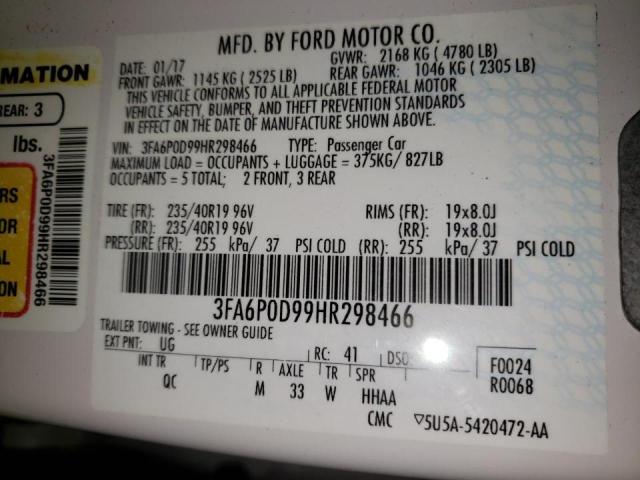 MFD. BY FORD MOTOR CO.
DATE: 01/17 GVWR: 2168 KG ( 4780 LB)
FRONT GAWR: 1145 KG ( 2525 LB) REAR GAWR: 1046 KG ( 2305 LB)
THIS VEHICLE CONFORMS TO ALL APPLICABLE FEDERAL MOTOR
VEHICLE SAFETY, BUMPER, AND THEFT PREVENTION STANDARDS
IN EFFECT ON THE DATE OF MANUFACTURE SHOWN ABOVE.
VIN: 3FA6P0D99HR298466 TYPE: Passenger Car
MAXIMUM LOAD = OCCUPANTS + LUGGAGE = 375KG/ 827LB
OCCUPANTS = 5 TOTAL; 2 FRONT, 3 REAR
TIRE (FR): 235/40R19 96V RIMS (FR): 19x8.0J
(RR): 235/40R19 96V (RR): 19x8.0J
PRESSURE (FR): 255 kPa/ 37 PSI COLD (RR): 255 kPa/ 37 PSI COLD
3FA6P0D99HR298466
TRAILER TOWING - SEE OWNER GUIDE
EXT PNT: UG RC: 41 DSO: F0024
INT TR TP/PS R AXLE TR SPR R0068
QC M 33 W HHAA
CMC ▽5U5A-5420472-AA
RMATION
REAR: 3
lbs.
3FA6P0D99HR298466
RS
OR
AL
ON